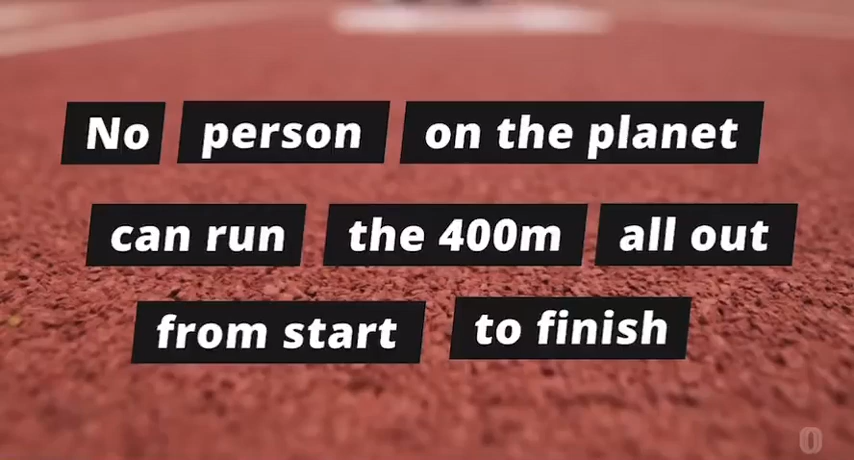 No person on the planet
can run the 400m all out
from start to finish